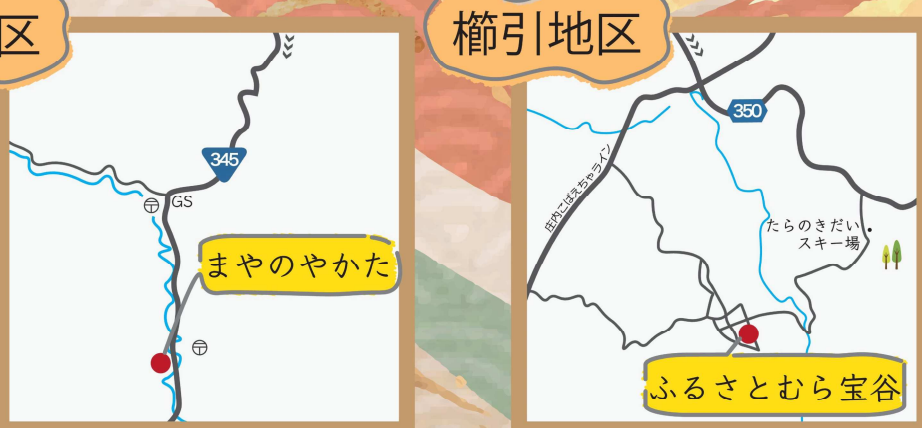 区
345
GS
まやのやかた
櫛引地区
350
庄内こばえちゃライン
たらのきだい
スキー場
ふるさとむら宝谷